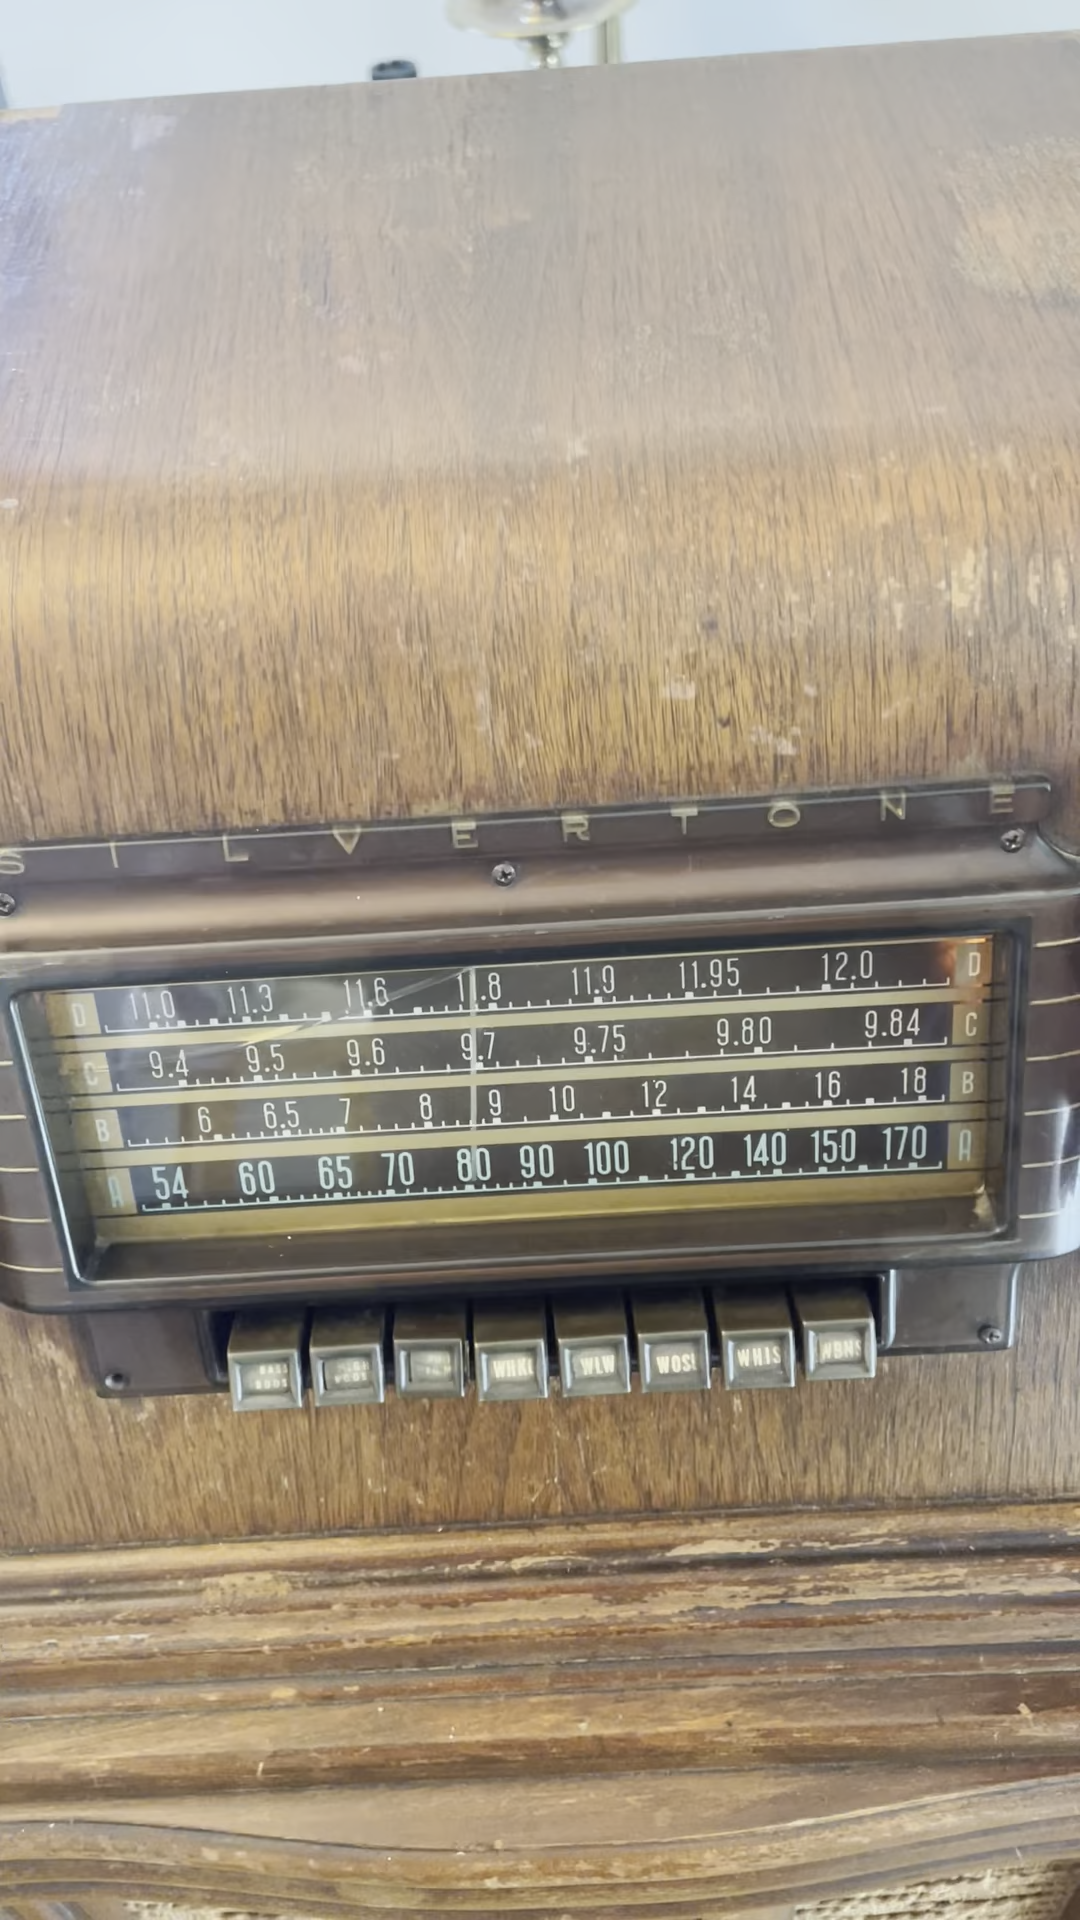 SILVERTONE
D 11.0 11.3 11.6 11.8 11.9 11.95 12.0 D
C 9.4 9.5 9.6 9.7 9.75 9.80 9.84 C
B 6 6.5 7 8 9 10 12 14 16 18 B
A 54 60 65 70 80 90 100 120 140 150 170 A
WLW WHIS